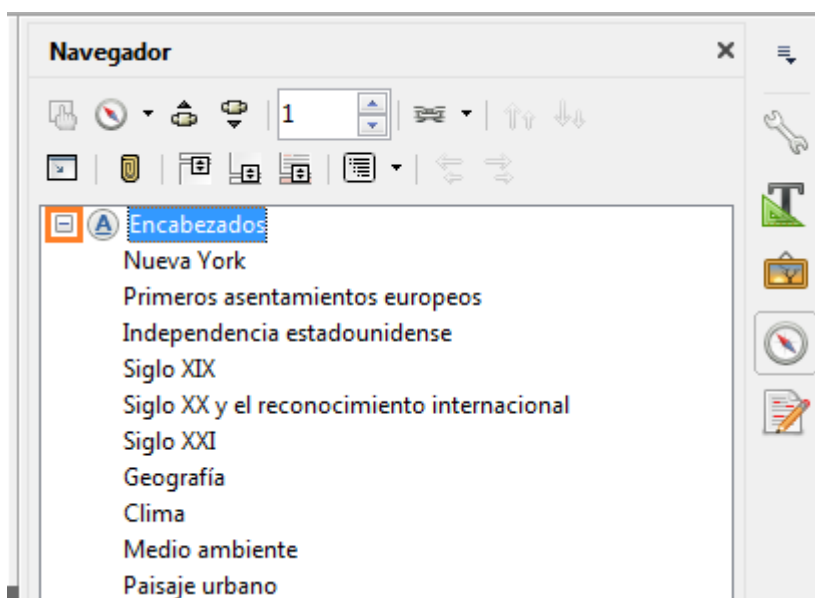 Navegador
1
Encabezados
Nueva York
Primeros asentamientos europeos
Independencia estadounidense
Siglo XIX
Siglo XX y el reconocimiento internacional
Siglo XXI
Geografía
Clima
Medio ambiente
Paisaje urbano